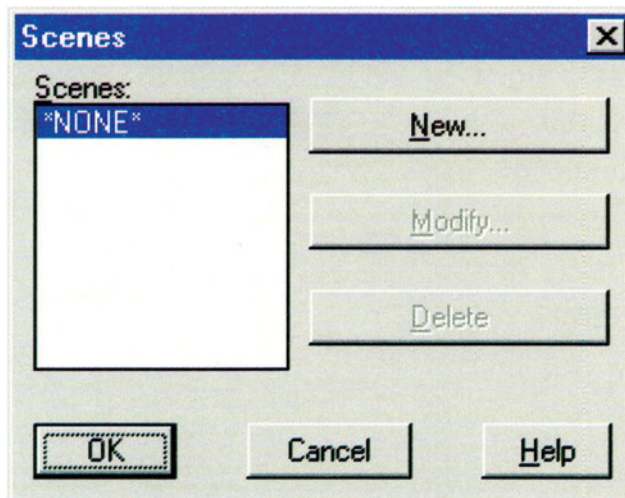 Scenes
Scenes:
*NONE*
New...
Modify...
Delete
OK
Cancel
Help